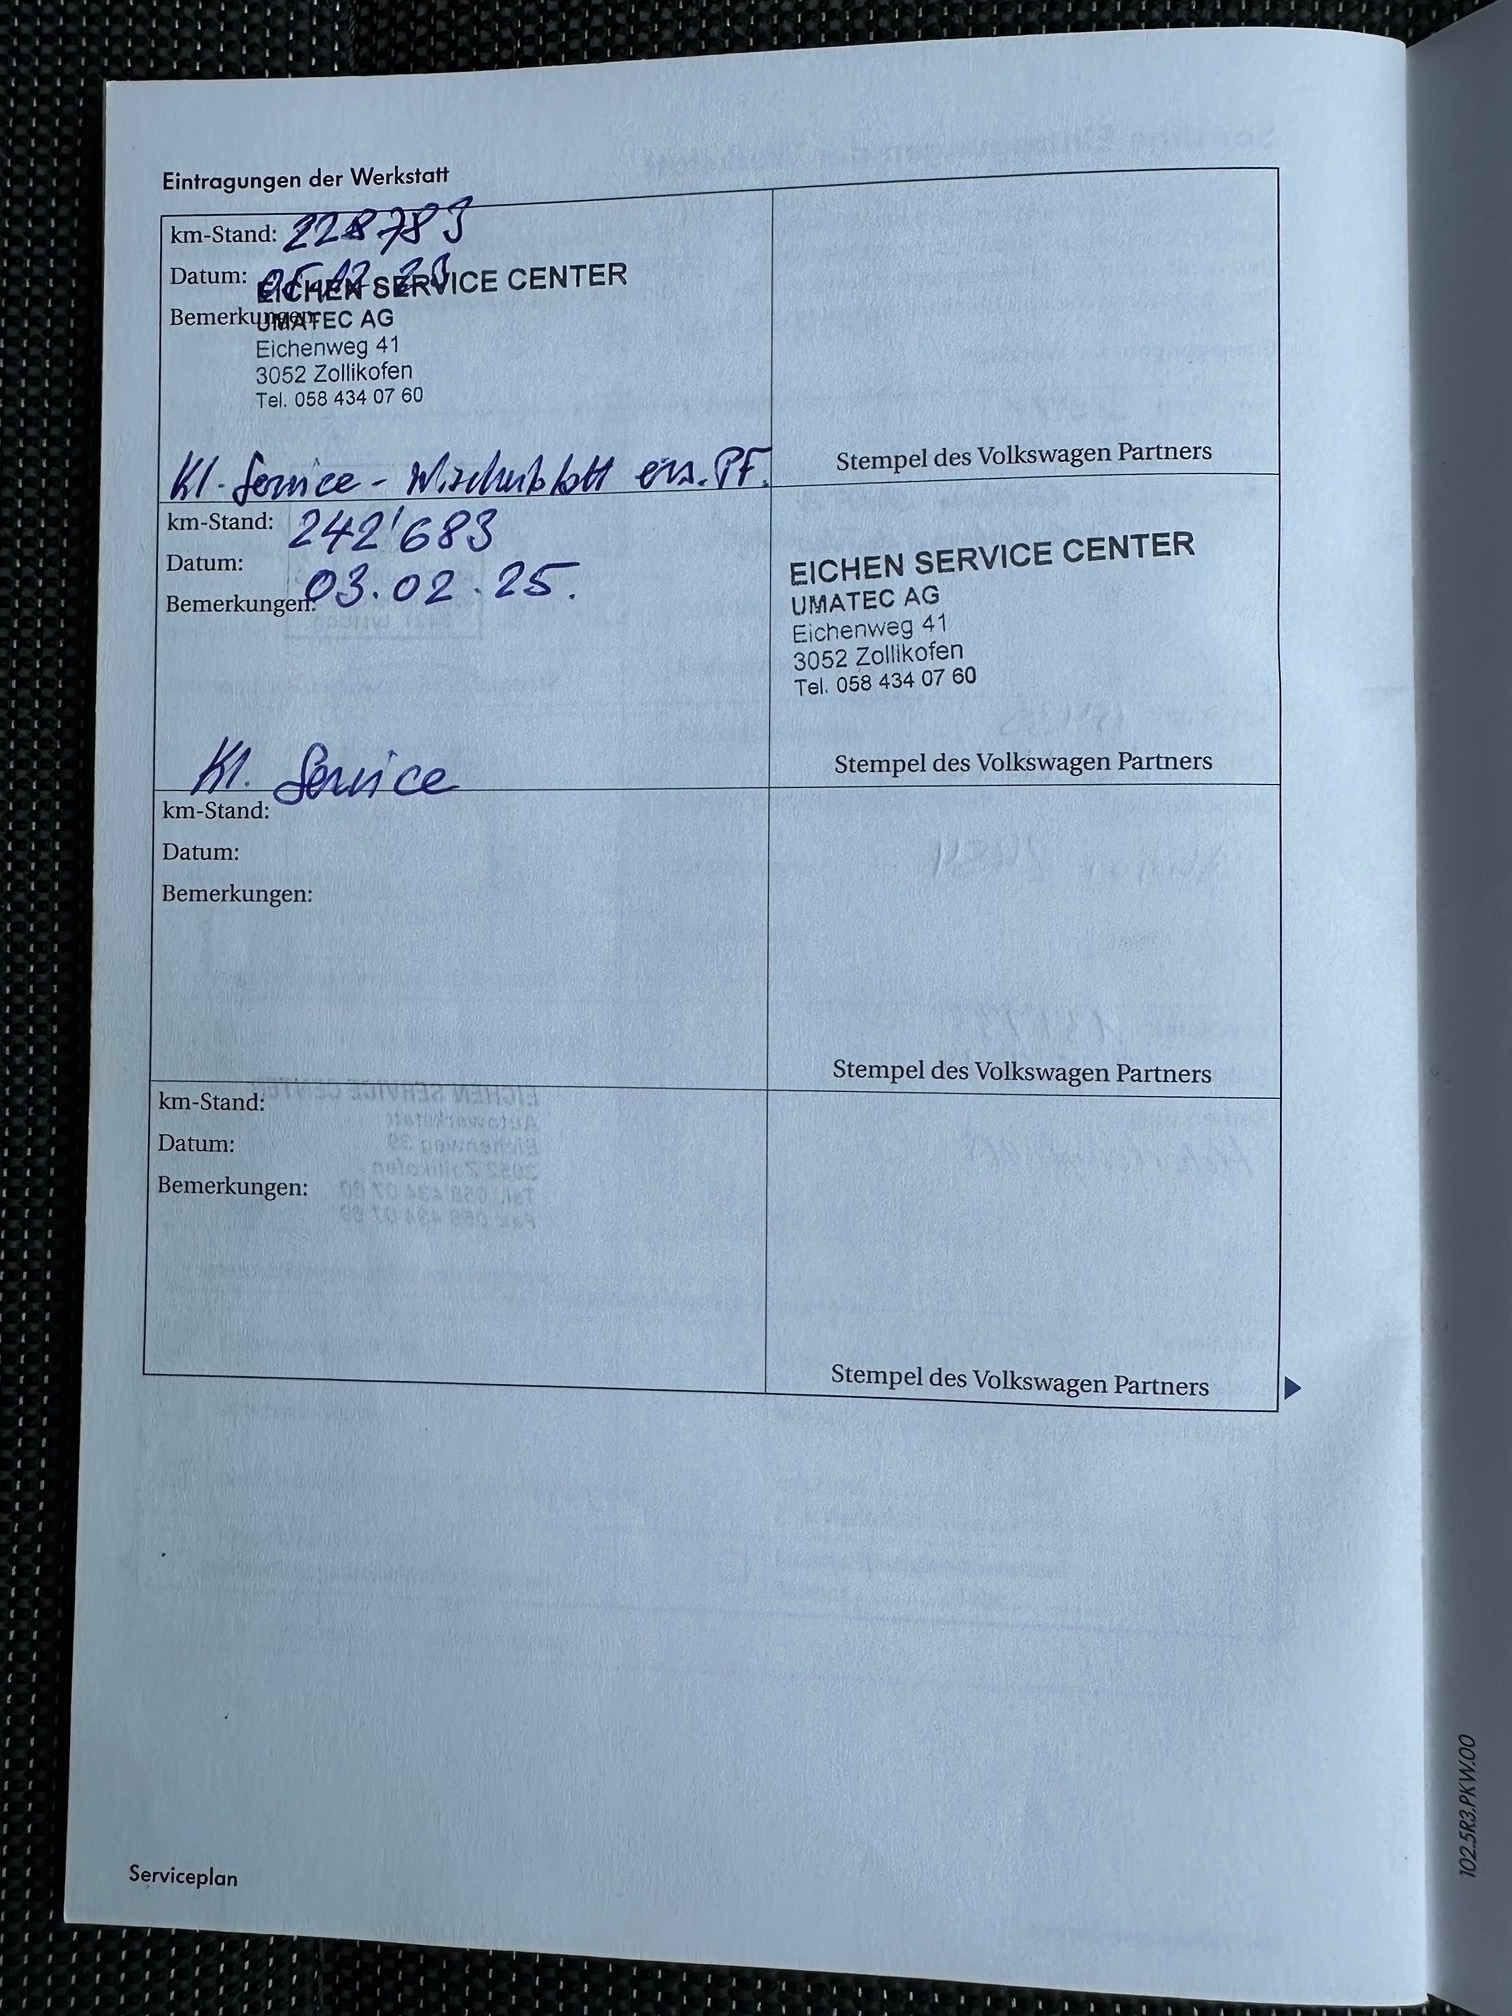 Eintragungen der Werkstatt
km-Stand: 228783
Datum:
EICHEN SERVICE CENTER
Bemerkungen:
UMATEC AG
Eichenweg 41
3052 Zollikofen
Tel. 058 434 07 60
Kl. Service - Wischerblatt ers. PF.
Stempel des Volkswagen Partners
km-Stand: 242'683
Datum: 03.02.25.
Bemerkungen:
EICHEN SERVICE CENTER
UMATEC AG
Eichenweg 41
3052 Zollikofen
Tel. 058 434 07 60
Kl. Service
Stempel des Volkswagen Partners
km-Stand:
Datum:
Bemerkungen:
Stempel des Volkswagen Partners
km-Stand:
Datum:
Bemerkungen:
Stempel des Volkswagen Partners
Serviceplan
102.5R3.PKW.00